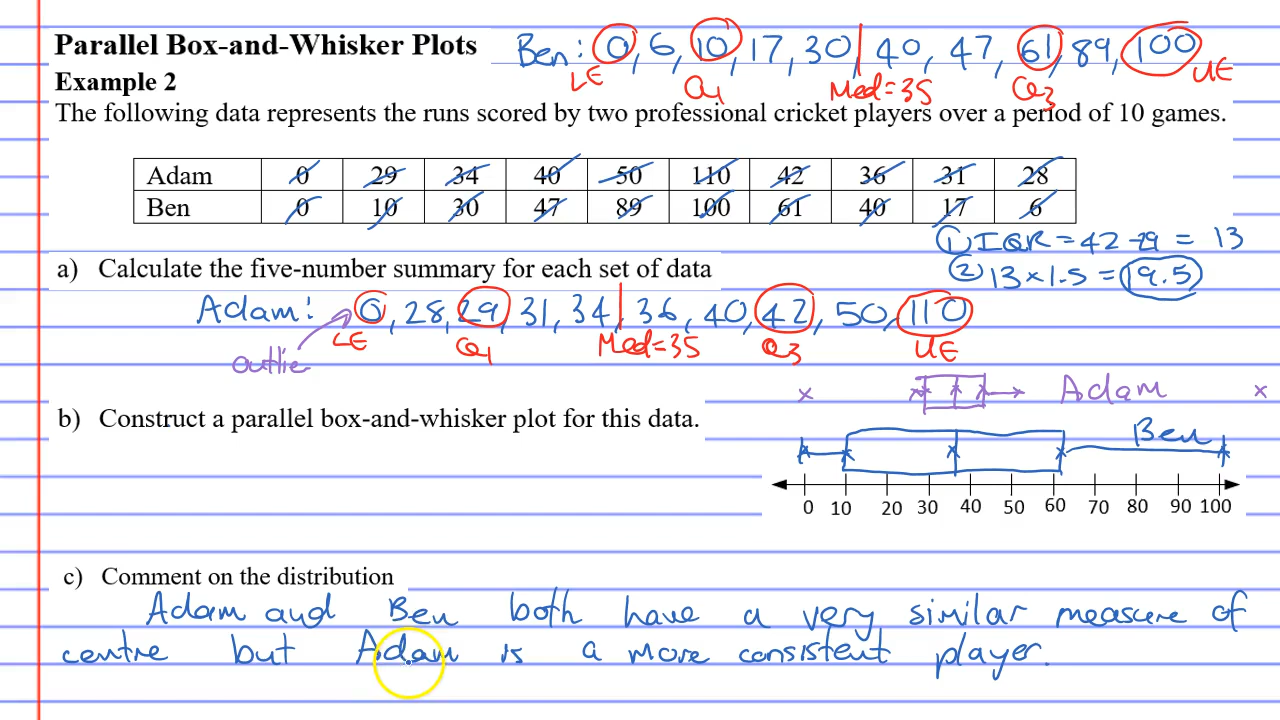 Parallel Box-and-Whisker Plots
Ben: 0, 6, 10, 17, 30, 40, 47, 61, 89, 100
LE Q1 Med=35 Q3 UE
Example 2
The following data represents the runs scored by two professional cricket players over a period of 10 games.
Adam 0 29 34 40 50 110 42 36 31 28
Ben 0 10 30 47 89 100 61 40 17 6
① IQR = 42 - 29 = 13
② 13 x 1.5 = 19.5
a) Calculate the five-number summary for each set of data
Adam: 0, 28, 29, 31, 34, 36, 40, 42, 50, 110
outlier LE Q1 Med=35 Q3 UE
Adam
b) Construct a parallel box-and-whisker plot for this data.
Ben
0 10 20 30 40 50 60 70 80 90 100
c) Comment on the distribution
Adam and Ben both have a very similar measure of
centre but Adam is a more consistent player.